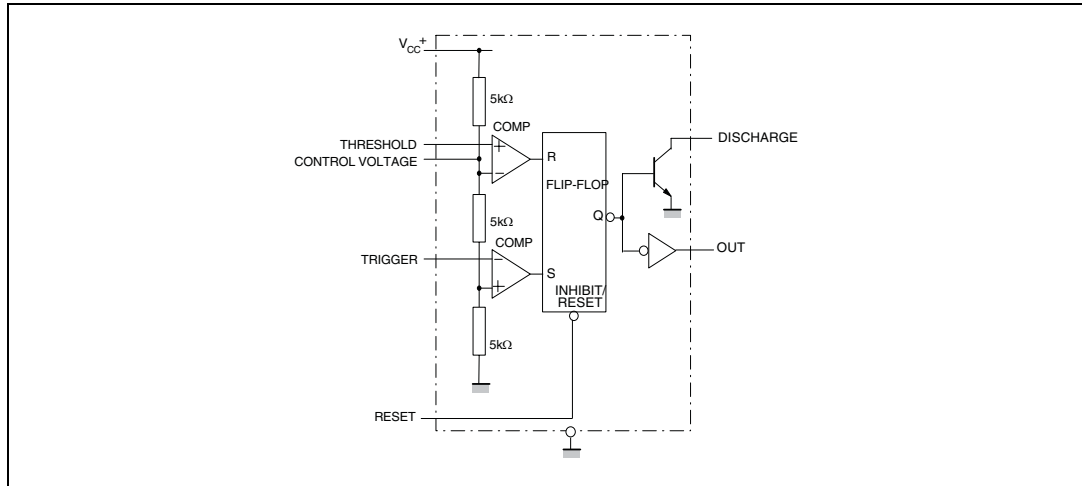 VCC+
5kΩ
COMP
THRESHOLD
CONTROL VOLTAGE
+
−
R
FLIP-FLOP
Q
DISCHARGE
5kΩ
COMP
TRIGGER
−
+
S
OUT
INHIBIT/
RESET
5kΩ
RESET